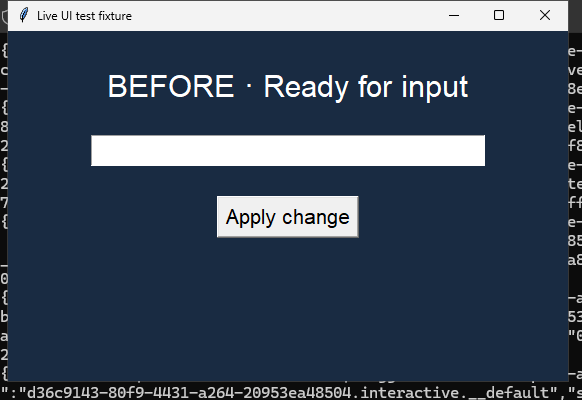 Live UI test fixture
BEFORE · Ready for input
Apply change
":"d36c9143-80f9-4431-a264-20953ea48504.interactive.__default","s